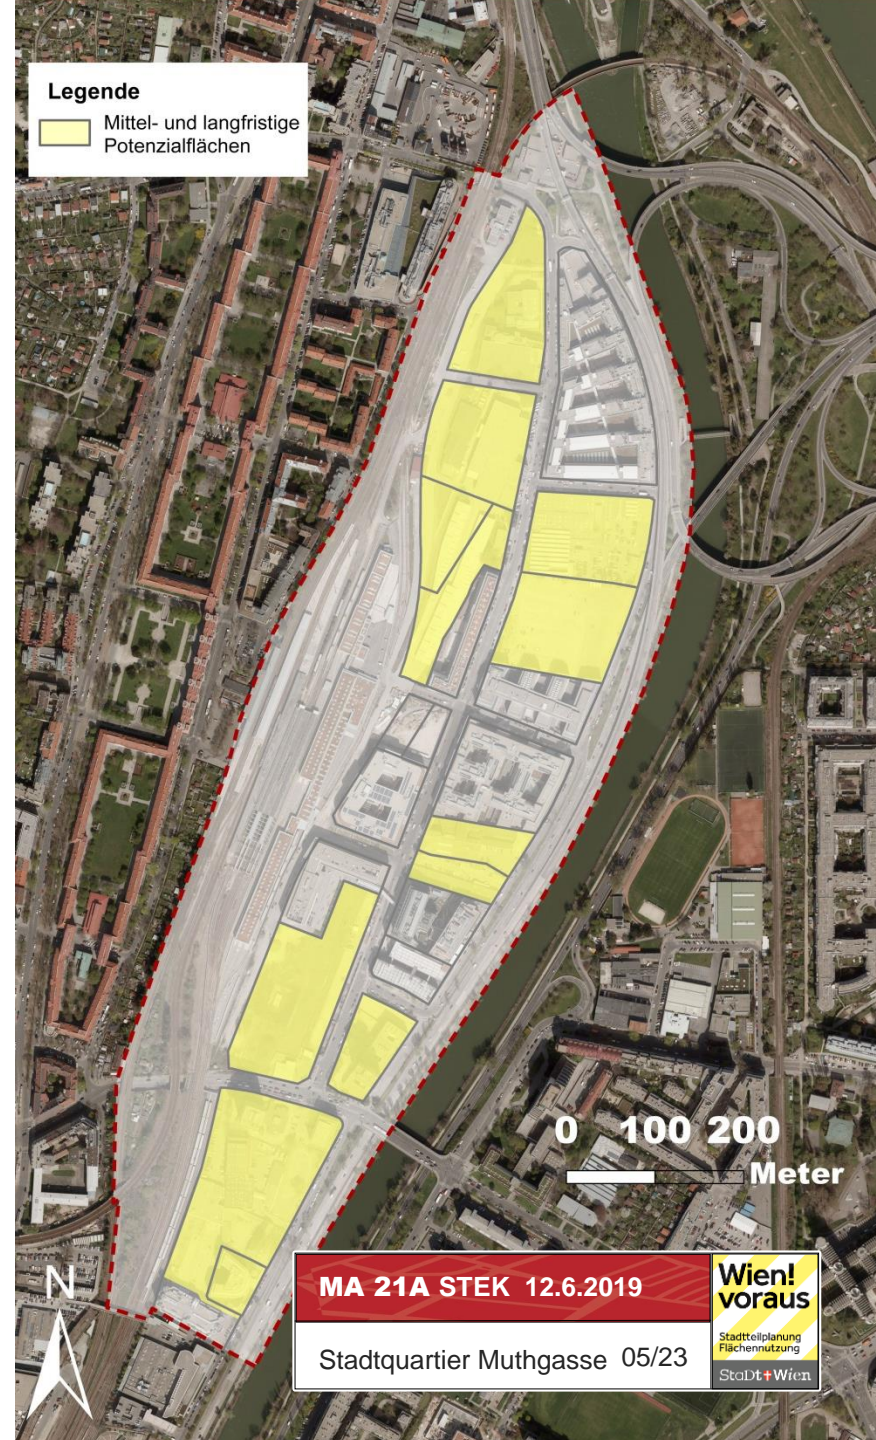 Legende
Mittel- und langfristige
Potenzialflächen
0 100 200
Meter
N
MA 21A STEK 12.6.2019
Stadtquartier Muthgasse 05/23
Wien!
voraus
Stadtteilplanung
Flächennutzung
StaDt Wien